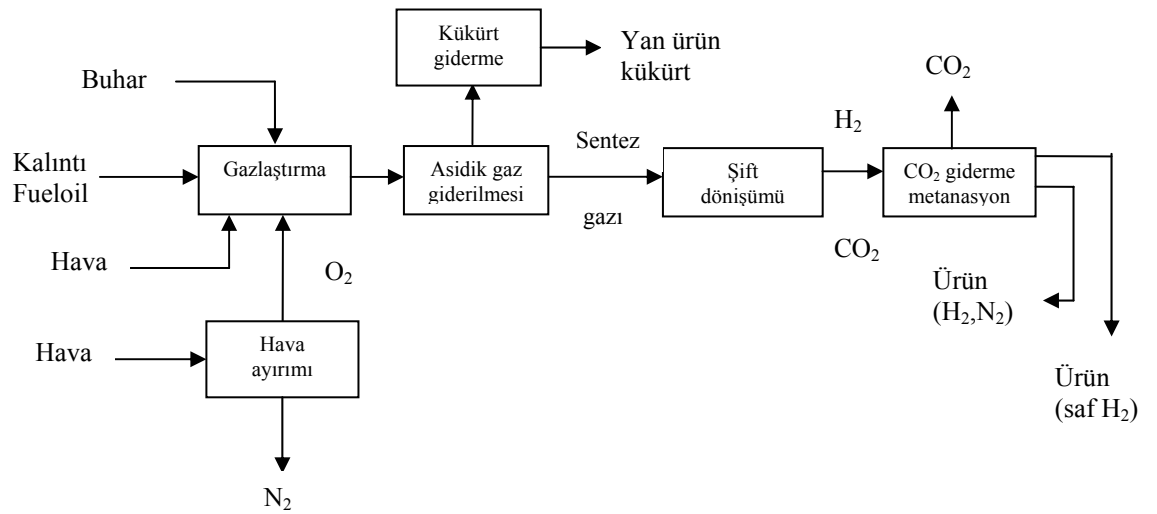 Kükürt
giderme
Yan ürün
kükürt
Buhar
CO₂
Kalıntı
Fueloil
Gazlaştırma
Asidik gaz
giderilmesi
Sentez
gazı
Şift
dönişümü
H₂
CO₂
CO₂ giderme
metanasyon
Hava
O₂
Ürün
(H₂,N₂)
Hava
Hava
ayırımı
Ürün
(saf H₂)
N₂